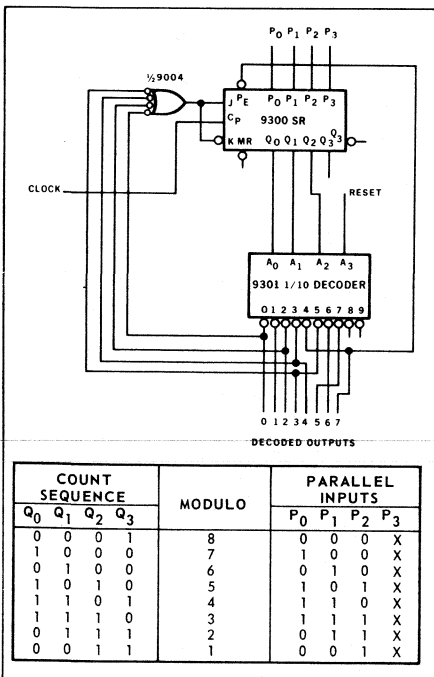 P0 P1 P2 P3
½9004
J PE P0 P1 P2 P3
CP 9300 SR
K MR Q0 Q1 Q2 Q3 Q3
CLOCK
RESET
A0 A1 A2 A3
9301 1/10 DECODER
0 1 2 3 4 5 6 7 8 9
0 1 2 3 4 5 6 7
DECODED OUTPUTS
COUNT SEQUENCE MODULO PARALLEL INPUTS
Q0 Q1 Q2 Q3 P0 P1 P2 P3
0 0 0 1 8 0 0 0 X
1 0 0 0 7 1 0 0 X
0 1 0 0 6 0 1 0 X
1 0 1 0 5 1 0 1 X
1 1 0 1 4 1 1 0 X
1 1 1 0 3 1 1 1 X
0 1 1 1 2 0 1 1 X
0 0 1 1 1 0 0 1 X